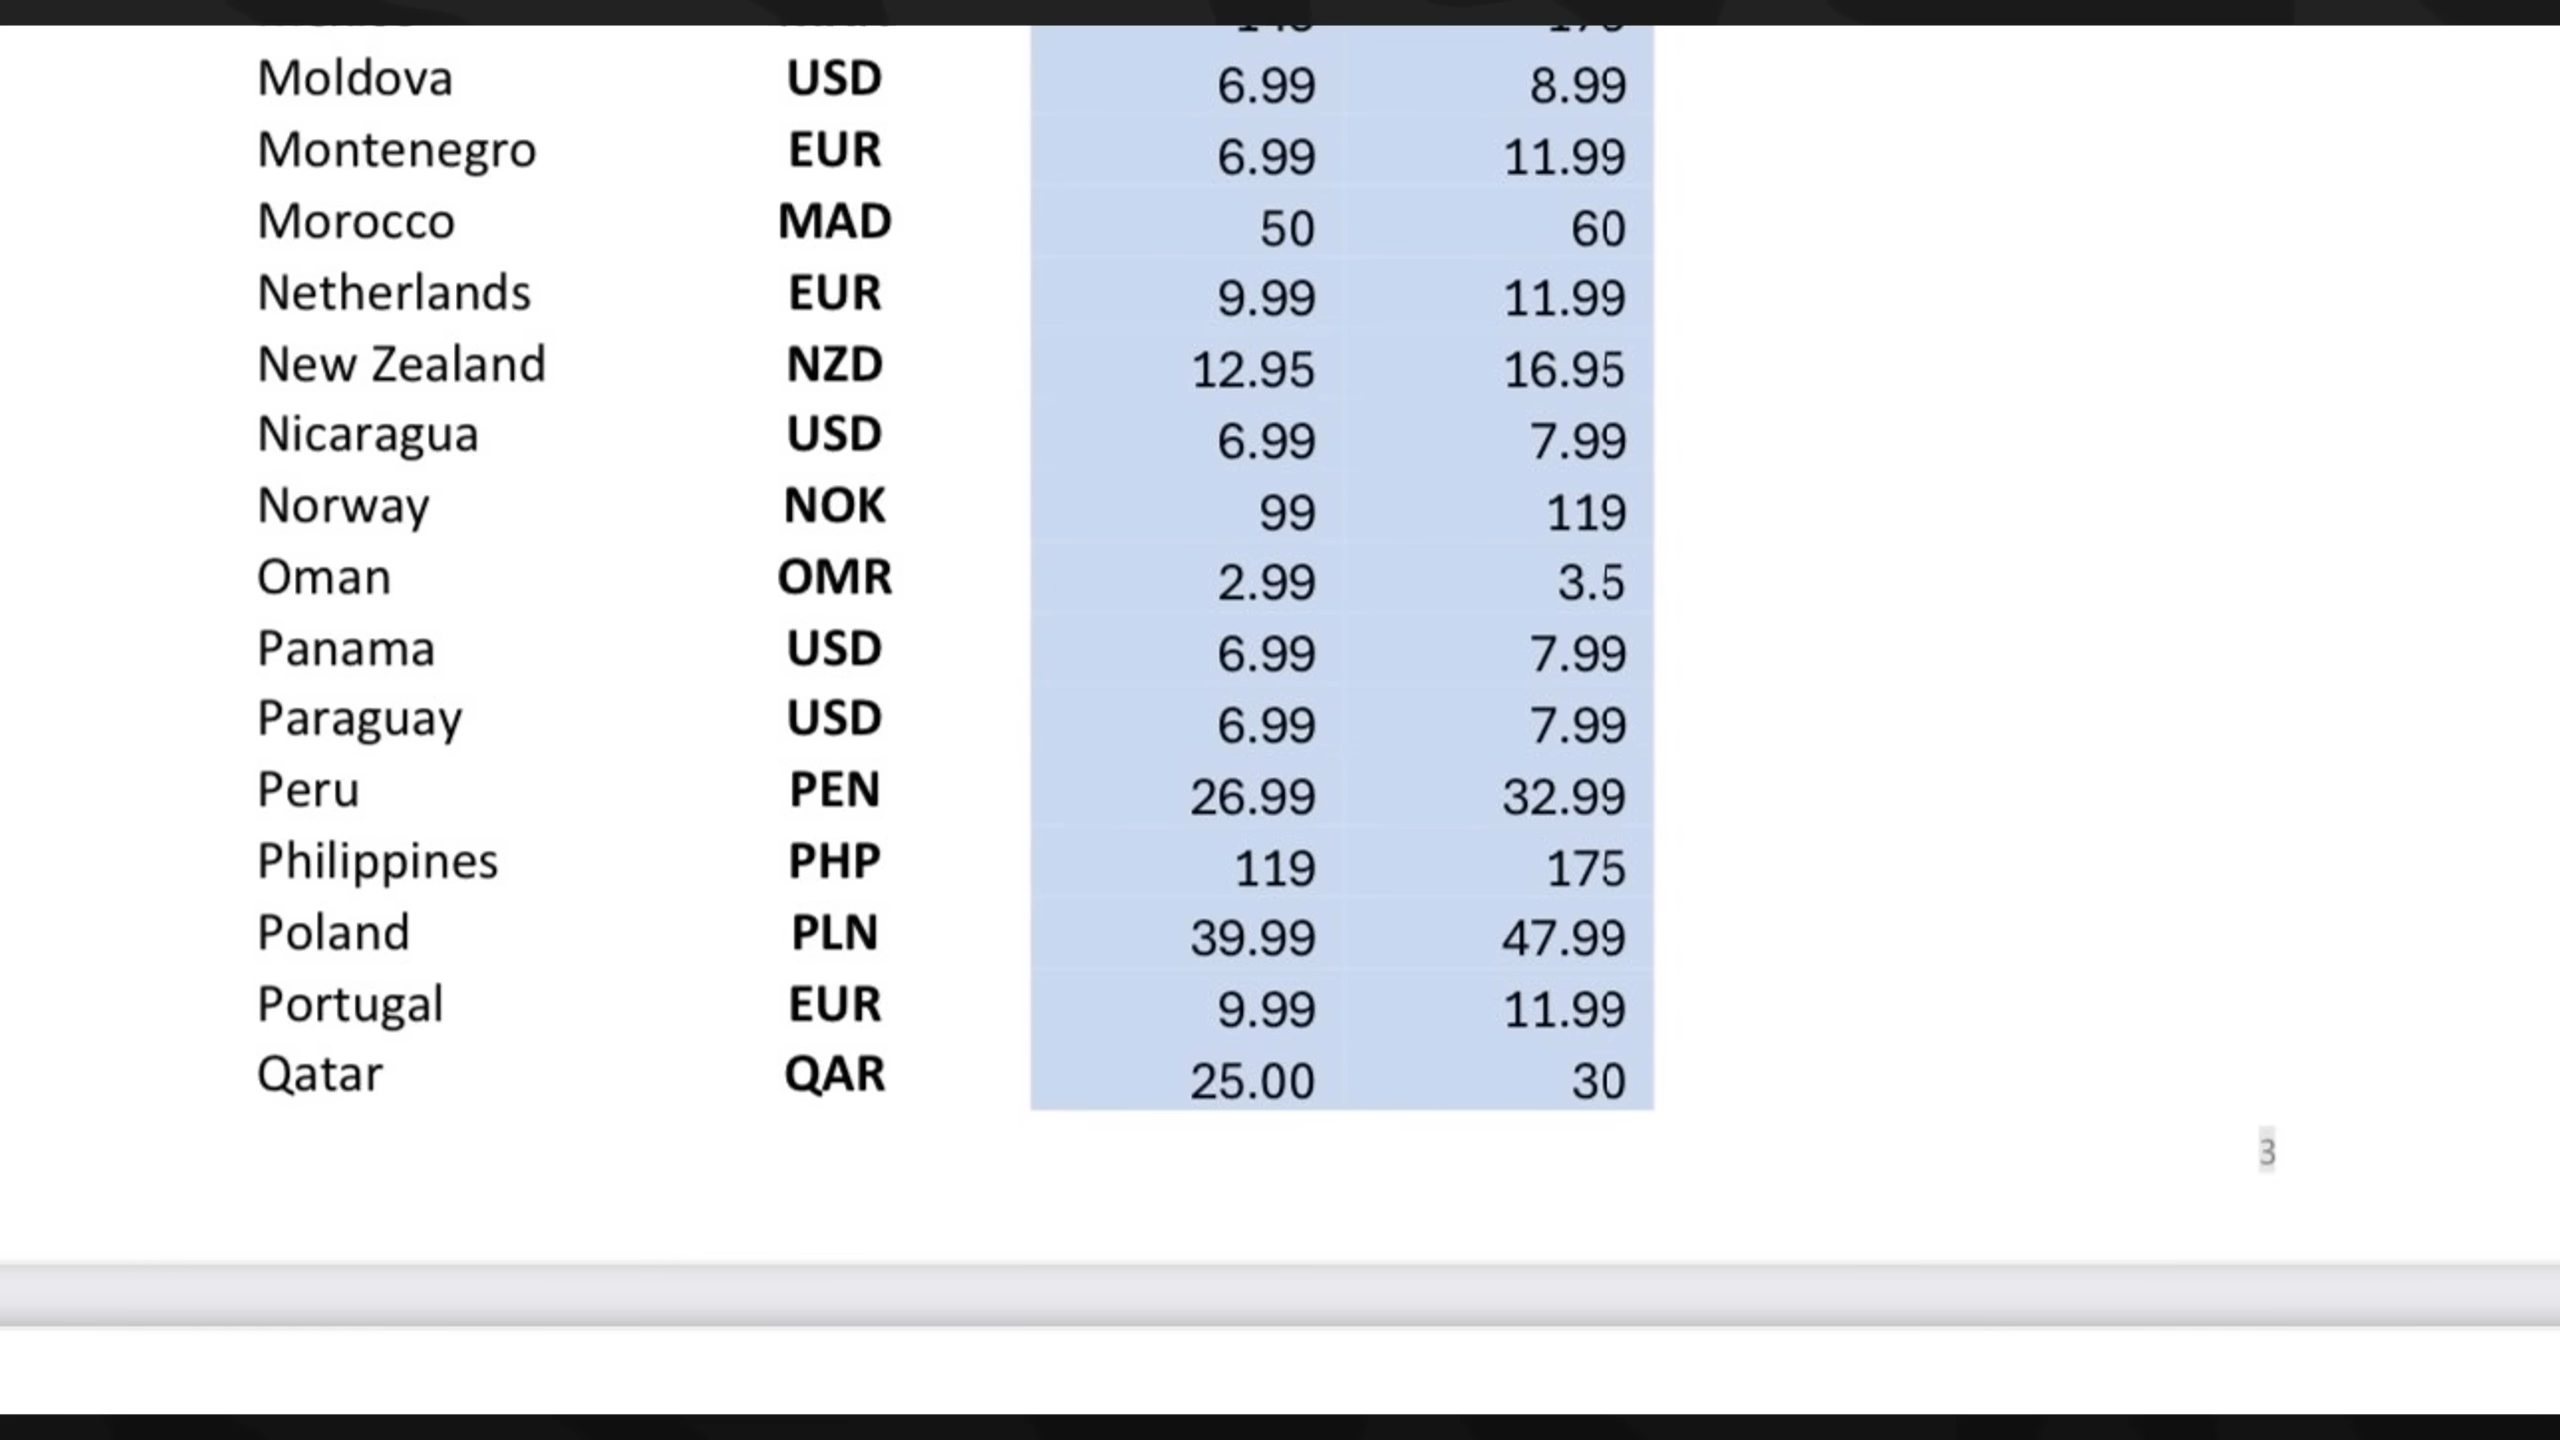 Moldova USD 6.99 8.99
Montenegro EUR 6.99 11.99
Morocco MAD 50 60
Netherlands EUR 9.99 11.99
New Zealand NZD 12.95 16.95
Nicaragua USD 6.99 7.99
Norway NOK 99 119
Oman OMR 2.99 3.5
Panama USD 6.99 7.99
Paraguay USD 6.99 7.99
Peru PEN 26.99 32.99
Philippines PHP 119 175
Poland PLN 39.99 47.99
Portugal EUR 9.99 11.99
Qatar QAR 25.00 30
3